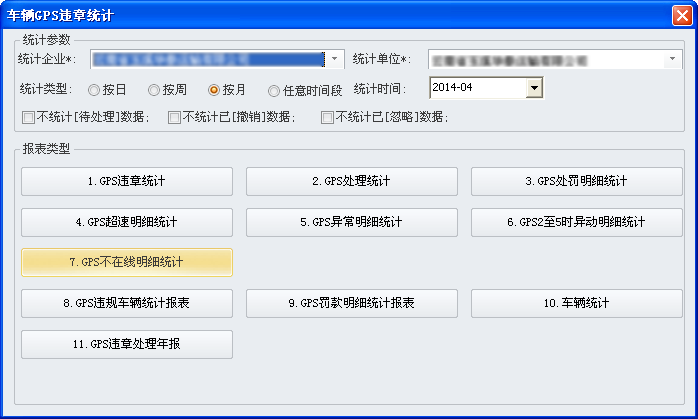 车辆GPS违章统计
统计参数
统计企业*: 统计单位*:
统计类型: 按日 按周 按月 任意时间段 统计时间: 2014-04
不统计[待处理]数据; 不统计已[撤销]数据; 不统计已[忽略]数据;
报表类型
1.GPS违章统计 2.GPS处理统计 3.GPS处罚明细统计
4.GPS超速明细统计 5.GPS异常明细统计 6.GPS2至5时异动明细统计
7.GPS不在线明细统计
8.GPS违规车辆统计报表 9.GPS罚款明细统计报表 10.车辆统计
11.GPS违章处理年报